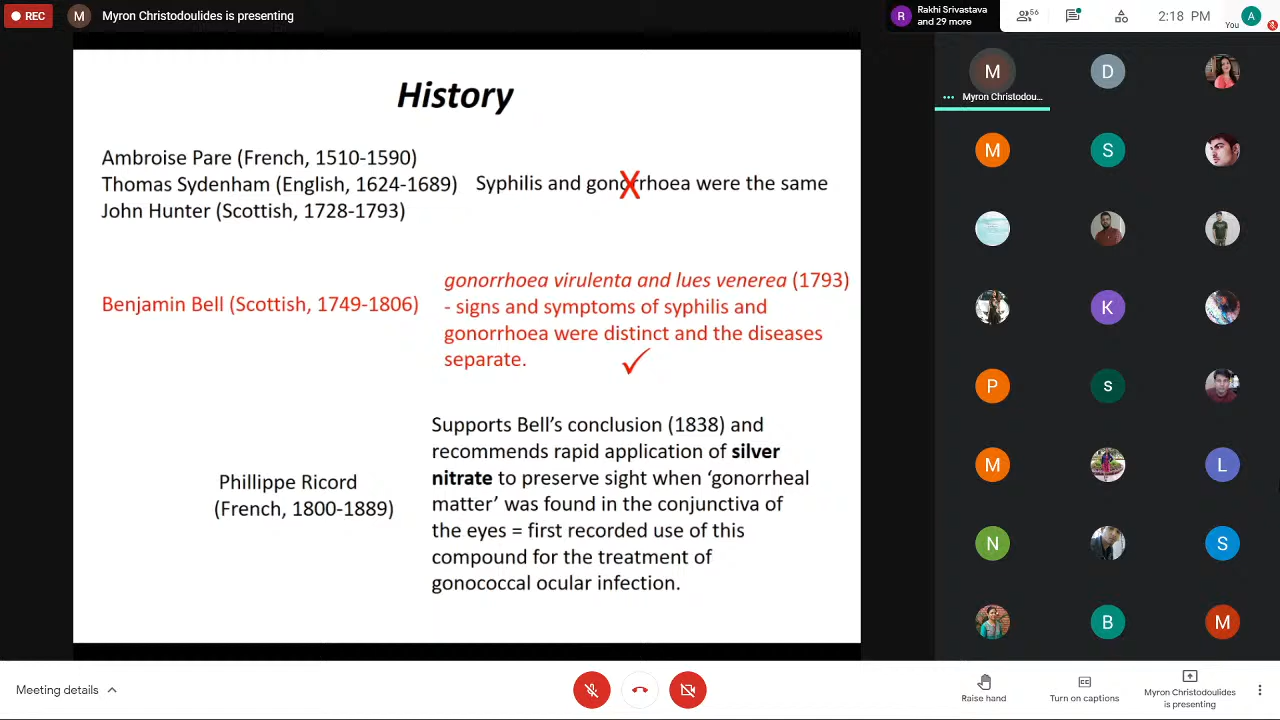 REC
M
Myron Christodoulides is presenting
R
Rakhi Srivastava
and 29 more
56
2:18 PM
You
A
History
Ambroise Pare (French, 1510-1590)
Thomas Sydenham (English, 1624-1689)
John Hunter (Scottish, 1728-1793)
Syphilis and gonorrhoea were the same
X
Benjamin Bell (Scottish, 1749-1806)
gonorrhoea virulenta and lues venerea (1793)
- signs and symptoms of syphilis and
gonorrhoea were distinct and the diseases
separate.
✓
Phillippe Ricord
(French, 1800-1889)
Supports Bell's conclusion (1838) and
recommends rapid application of silver
nitrate to preserve sight when ‘gonorrheal
matter’ was found in the conjunctiva of
the eyes = first recorded use of this
compound for the treatment of
gonococcal ocular infection.
M
D
Myron Christodou...
M
S
K
P
s
M
L
N
S
B
M
Meeting details
Raise hand
CC
Turn on captions
Myron Christodoulides
is presenting